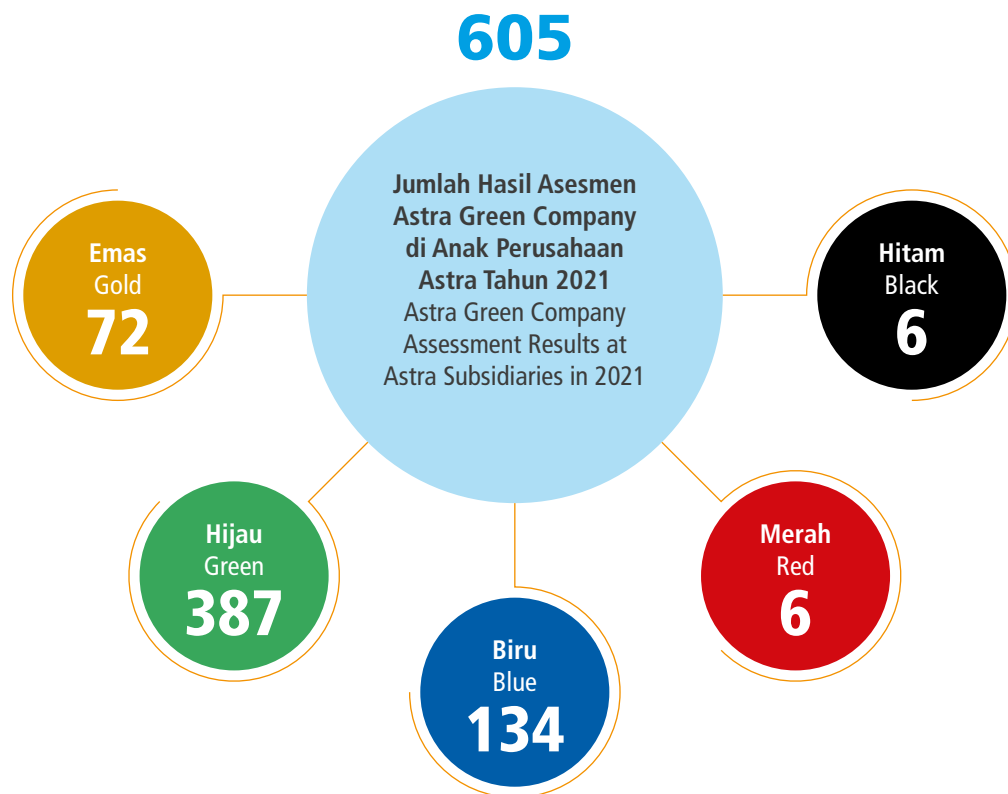 605
Jumlah Hasil Asesmen
Astra Green Company
di Anak Perusahaan
Astra Tahun 2021
Astra Green Company
Assessment Results at
Astra Subsidiaries in 2021
Emas
Gold
72
Hitam
Black
6
Hijau
Green
387
Merah
Red
6
Biru
Blue
134